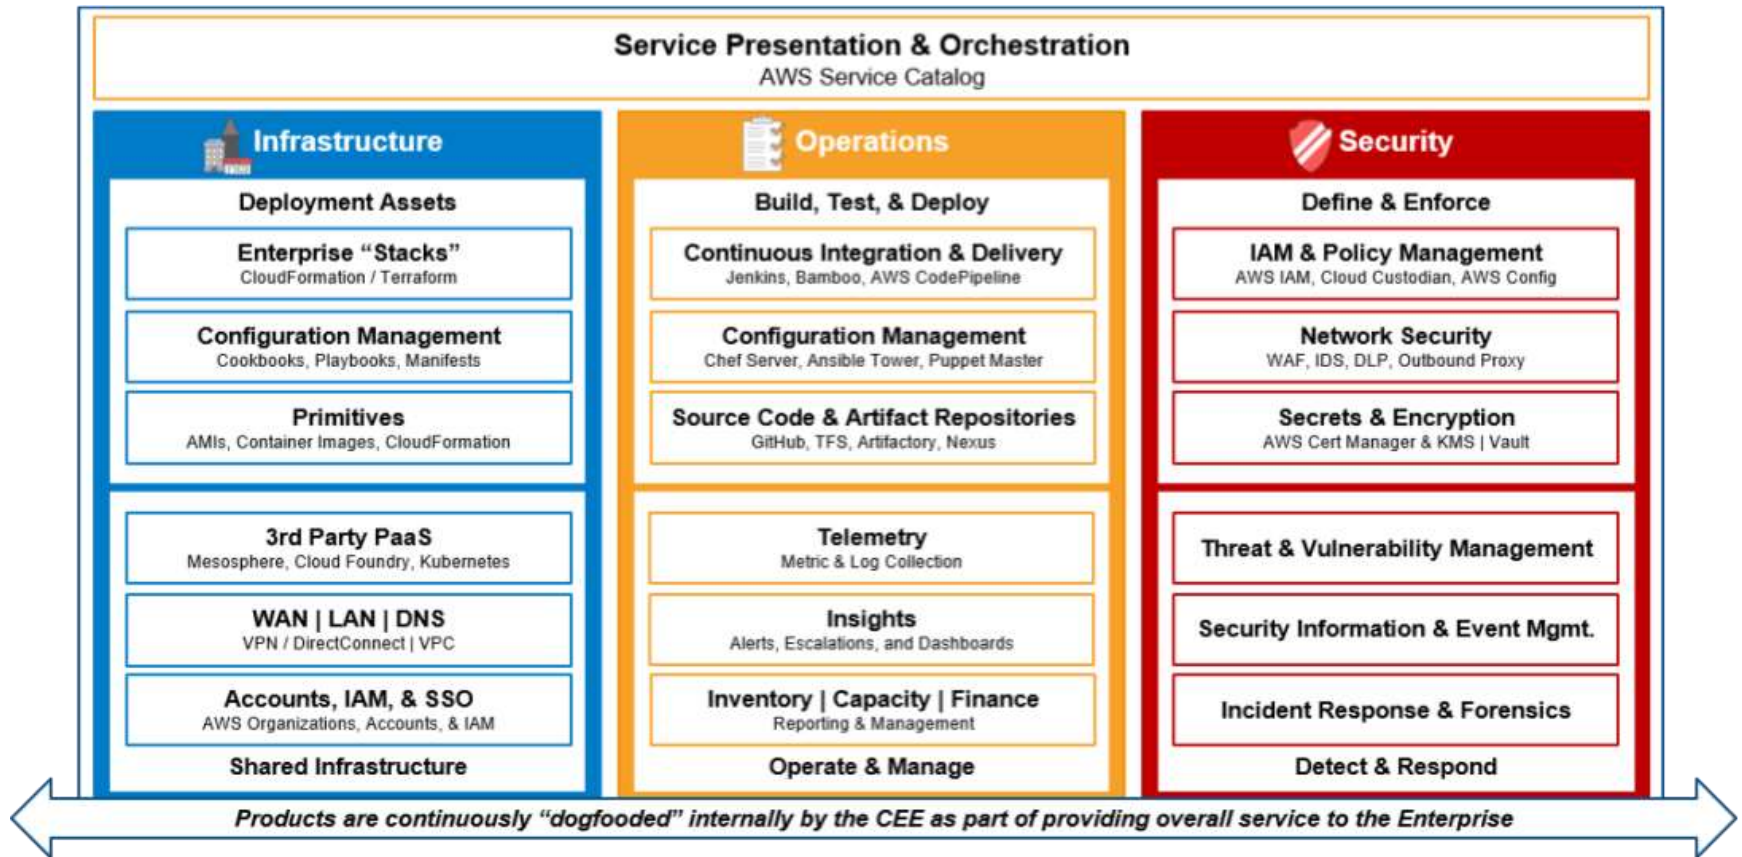 Service Presentation & Orchestration
AWS Service Catalog
Infrastructure
Deployment Assets
Enterprise “Stacks”
CloudFormation / Terraform
Configuration Management
Cookbooks, Playbooks, Manifests
Primitives
AMIs, Container Images, CloudFormation
3rd Party PaaS
Mesosphere, Cloud Foundry, Kubernetes
WAN | LAN | DNS
VPN / DirectConnect | VPC
Accounts, IAM, & SSO
AWS Organizations, Accounts, & IAM
Shared Infrastructure
Operations
Build, Test, & Deploy
Continuous Integration & Delivery
Jenkins, Bamboo, AWS CodePipeline
Configuration Management
Chef Server, Ansible Tower, Puppet Master
Source Code & Artifact Repositories
GitHub, TFS, Artifactory, Nexus
Telemetry
Metric & Log Collection
Insights
Alerts, Escalations, and Dashboards
Inventory | Capacity | Finance
Reporting & Management
Operate & Manage
Security
Define & Enforce
IAM & Policy Management
AWS IAM, Cloud Custodian, AWS Config
Network Security
WAF, IDS, DLP, Outbound Proxy
Secrets & Encryption
AWS Cert Manager & KMS | Vault
Threat & Vulnerability Management
Security Information & Event Mgmt.
Incident Response & Forensics
Detect & Respond
Products are continuously “dogfooded” internally by the CEE as part of providing overall service to the Enterprise